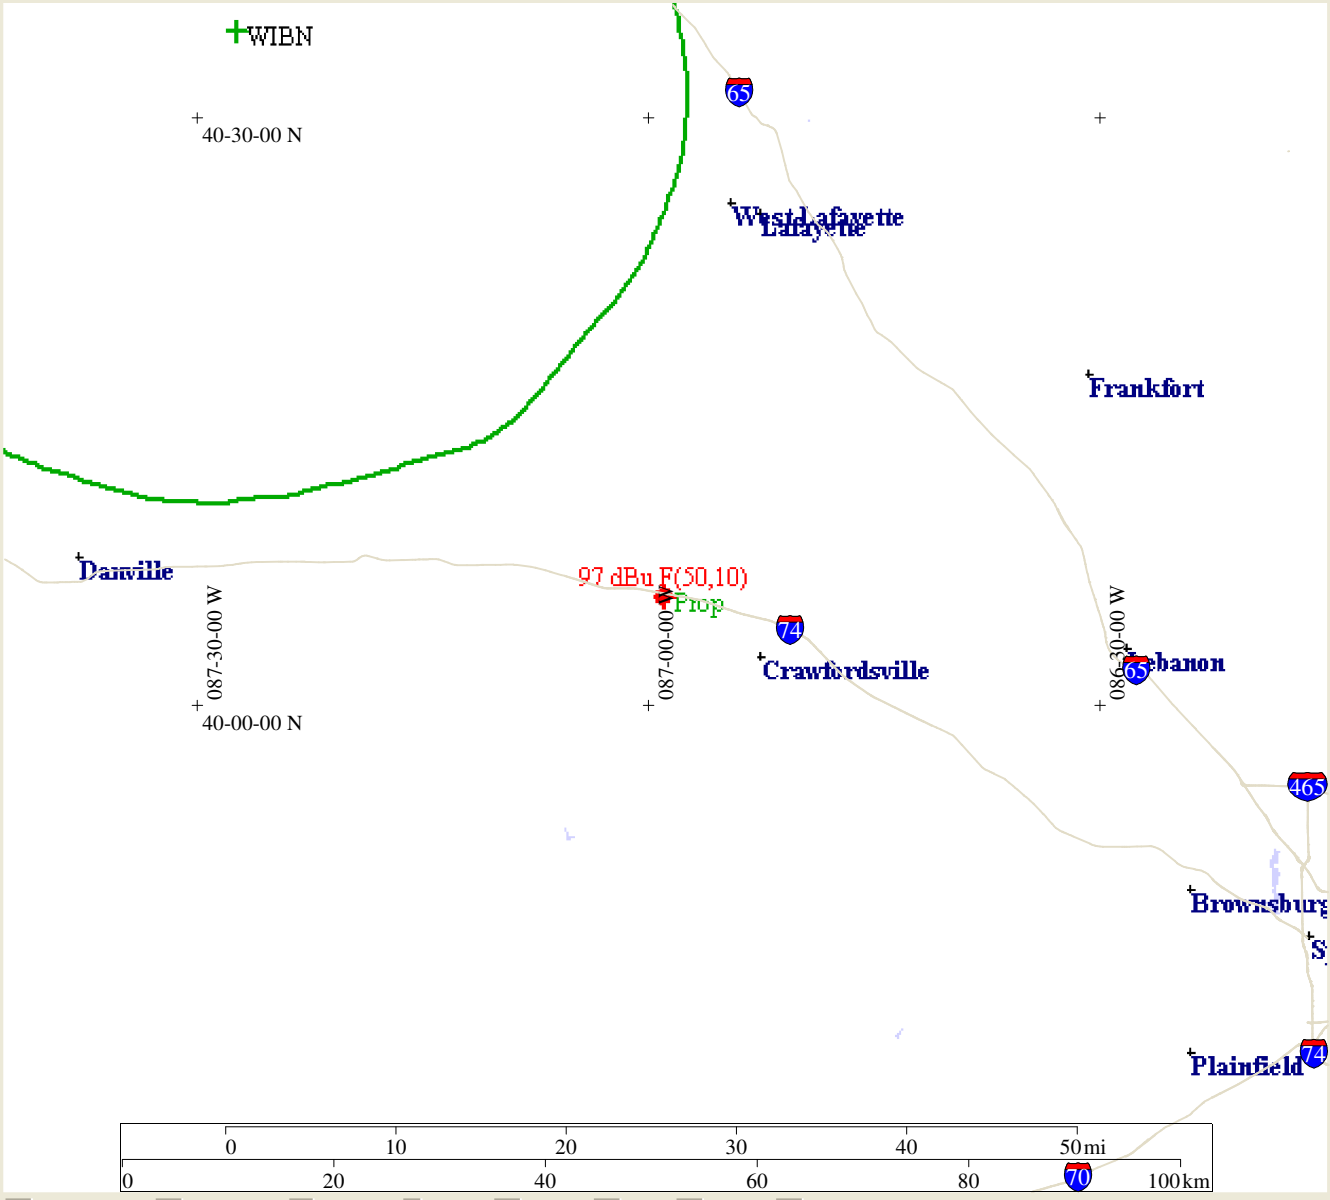 WIBN
65
40-30-00 N
West Lafayette
Lafayette
Frankfort
Danville
97 dBu F(50,10)
Prop
74
087-30-00 W
087-00-00 W
086-30-00 W
Crawfordsville
Lebanon
65
40-00-00 N
465
Brownsburg
S
Plainfield
74
0 10 20 30 40 50 mi
0 20 40 60 80 100 km
70